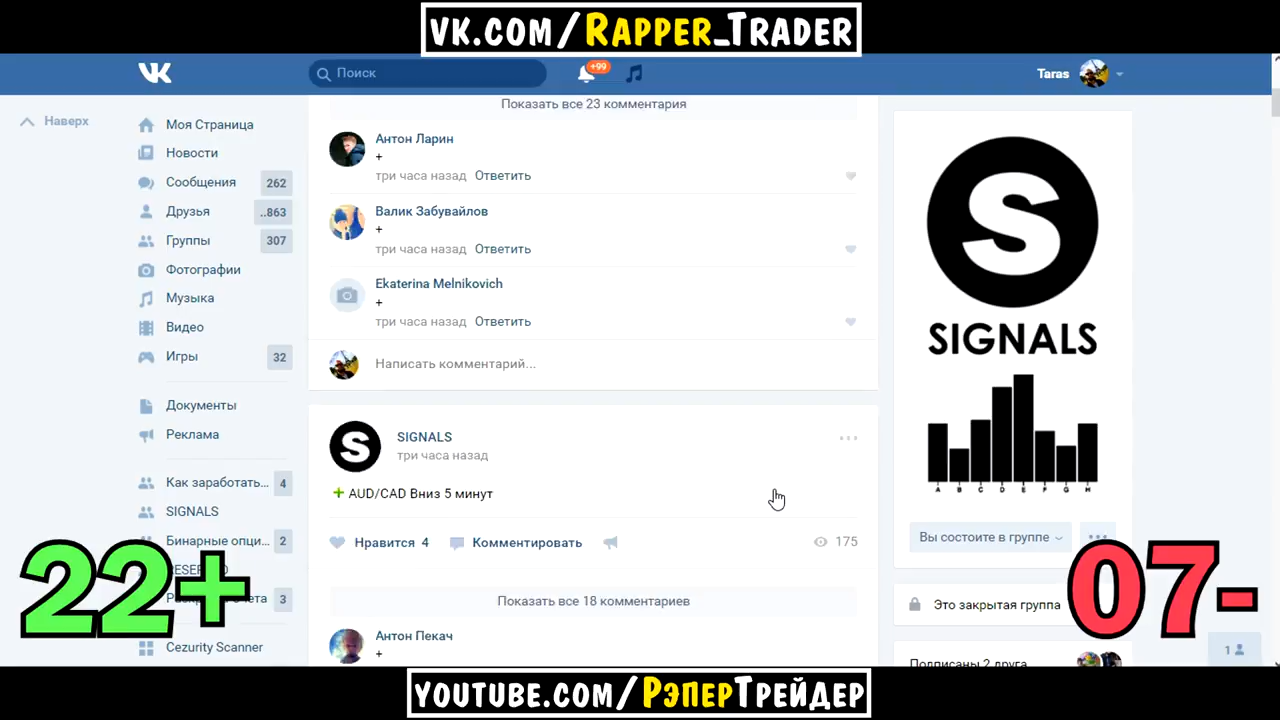 VK.COM/RAPPER_TRADER
VK
Поиск
+99
Taras
Наверх
Моя Страница
Новости
Сообщения 262
Друзья ..863
Группы 307
Фотографии
Музыка
Видео
Игры 32
Документы
Реклама
Как заработать... 4
SIGNALS
Бинарные опци... 2
3
Cezurity Scanner
22+
Показать все 23 комментария
Антон Ларин
+
три часа назад Ответить
Валик Забувайлов
+
три часа назад Ответить
Ekaterina Melnikovich
+
три часа назад Ответить
Написать комментарий...
S
SIGNALS
три часа назад
+ AUD/CAD Вниз 5 минут
Нравится 4 Комментировать 175
Показать все 18 комментариев
Антон Пекач
+
S
SIGNALS
A B C D E F G H
Вы состоите в группе
Это закрытая группа
Подписаны 2 друга
07-
1
YOUTUBE.COM/РЭПЕРТРЕЙДЕР